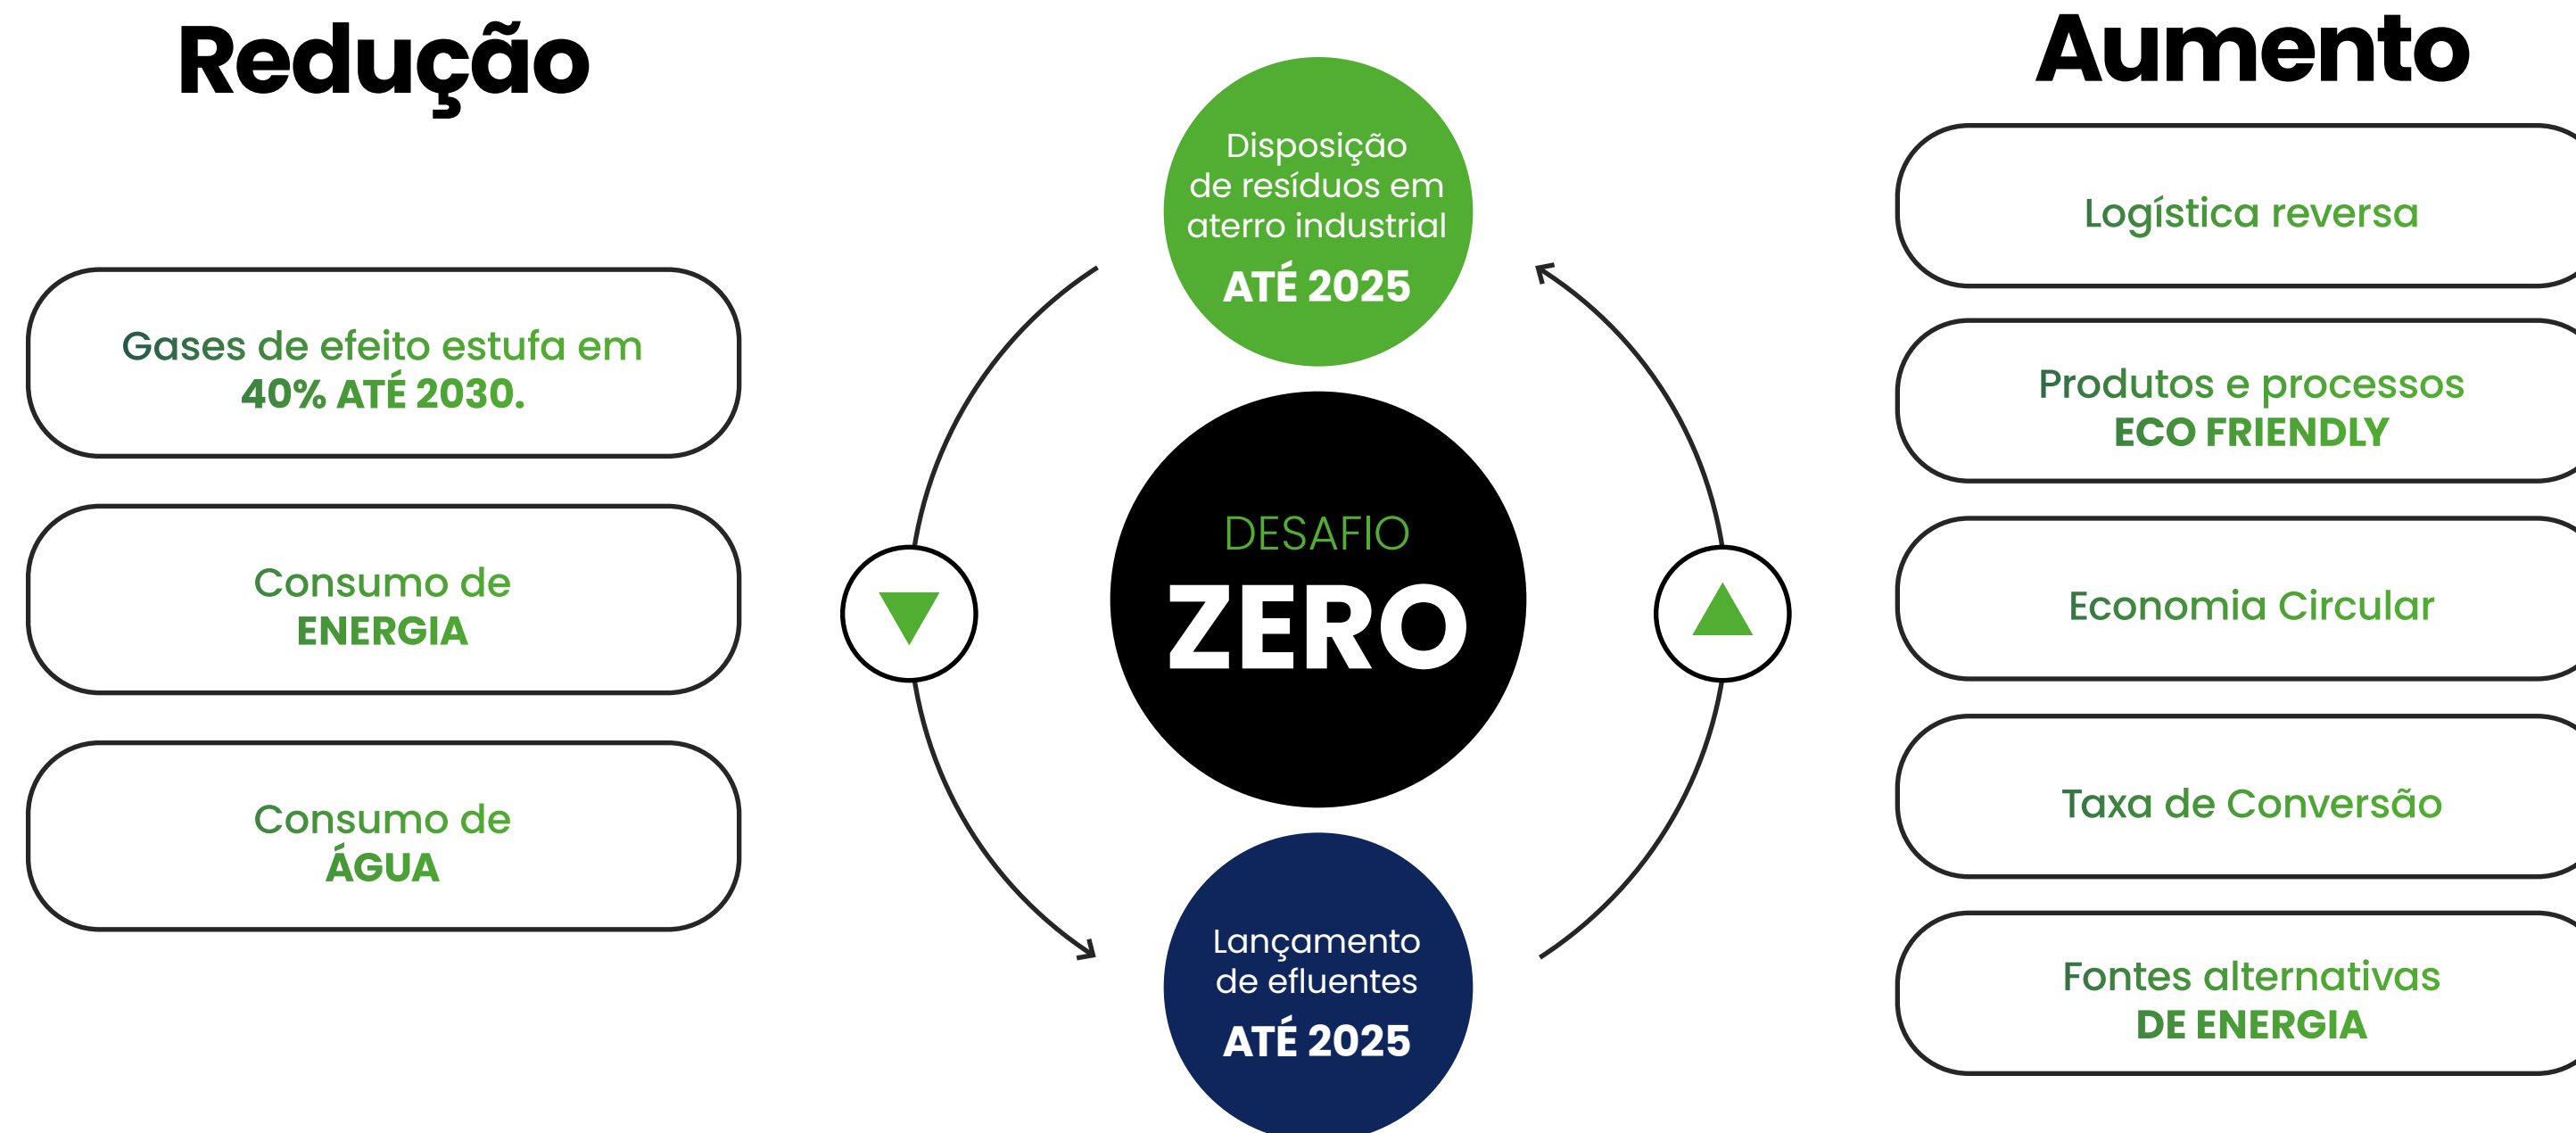 Redução
Gases de efeito estufa em
40% ATÉ 2030.
Consumo de
ENERGIA
Consumo de
ÁGUA
Disposição
de resíduos em
aterro industrial
ATÉ 2025
DESAFIO
ZERO
Lançamento
de efluentes
ATÉ 2025
Aumento
Logística reversa
Produtos e processos
ECO FRIENDLY
Economia Circular
Taxa de Conversão
Fontes alternativas
DE ENERGIA